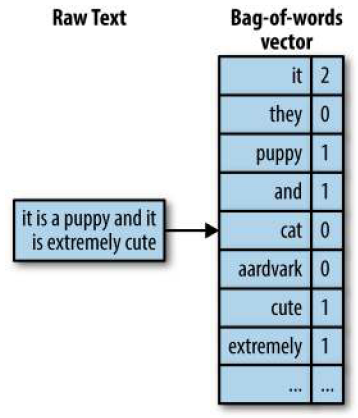 Raw Text
Bag-of-words
vector
it is a puppy and it
is extremely cute
it 2
they 0
puppy 1
and 1
cat 0
aardvark 0
cute 1
extremely 1
... ...